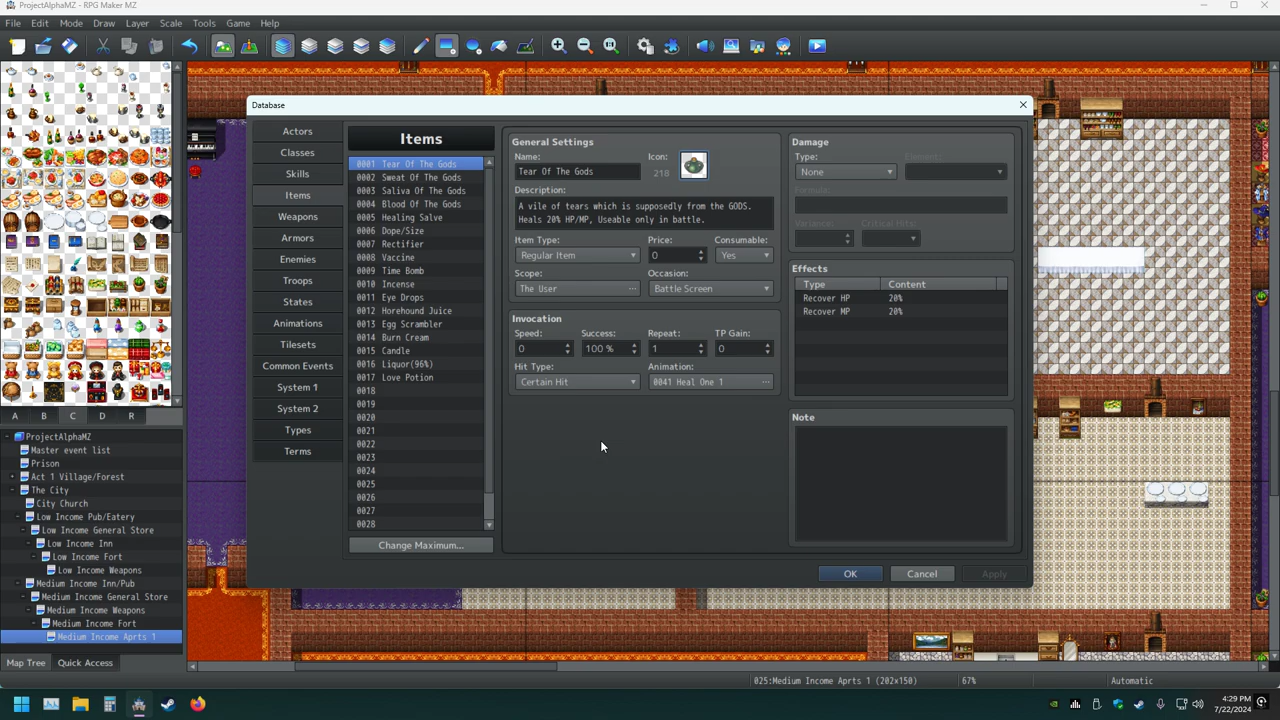 ProjectAlphaMZ - RPG Maker MZ
File Edit Mode Draw Layer Scale Tools Game Help
Database
Actors
Classes
Skills
Items
Weapons
Armors
Enemies
Troops
States
Animations
Tilesets
Common Events
System 1
System 2
Types
Terms
Items
0001 Tear Of The Gods
0002 Sweat Of The Gods
0003 Saliva Of The Gods
0004 Blood Of The Gods
0005 Healing Salve
0006 Dope/Size
0007 Rectifier
0008 Vaccine
0009 Time Bomb
0010 Incense
0011 Eye Drops
0012 Horehound Juice
0013 Egg Scrambler
0014 Burn Cream
0015 Candle
0016 Liquor(96%)
0017 Love Potion
0018
0019
0020
0021
0022
0023
0024
0025
0026
0027
0028
Change Maximum...
General Settings
Name: Icon:
Tear Of The Gods 218
Description:
A vile of tears which is supposedly from the GODS.
Heals 20% HP/MP, Useable only in battle.
Item Type: Price: Consumable:
Regular Item 0 Yes
Scope: Occasion:
The User ... Battle Screen
Invocation
Speed: Success: Repeat: TP Gain:
0 100 % 1 0
Hit Type: Animation:
Certain Hit 0041 Heal One 1 ...
Damage
Type: Element:
None
Formula:
Variance: Critical Hits:
Effects
Type Content
Recover HP 20%
Recover MP 20%
Note
OK Cancel Apply
A B C D R
ProjectAlphaMZ
Master event list
Prison
Act 1 Village/Forest
The City
City Church
Low Income Pub/Eatery
Low Income General Store
Low Income Inn
Low Income Fort
Low Income Weapons
Medium Income Inn/Pub
Medium Income General Store
Medium Income Weapons
Medium Income Fort
Medium Income Aprts 1
Map Tree Quick Access
025:Medium Income Aprts 1 (202x150) 67% Automatic
4:29 PM
7/22/2024